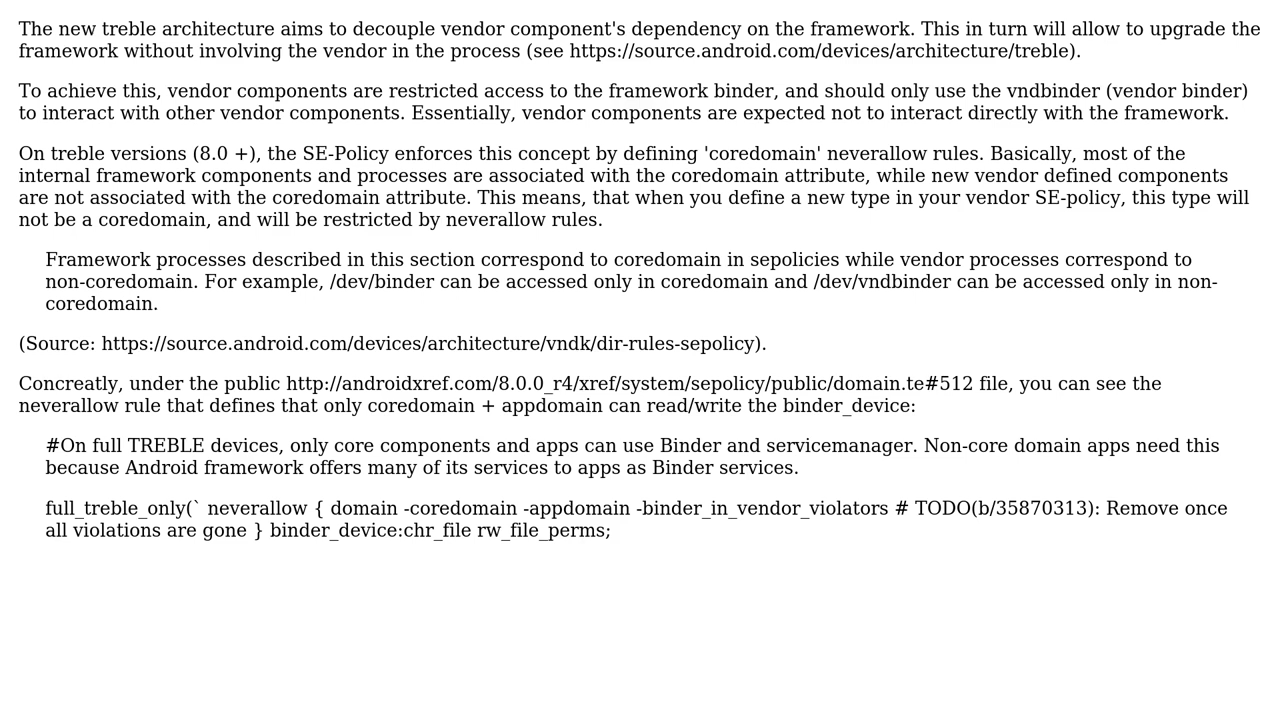 The new treble architecture aims to decouple vendor component's dependency on the framework. This in turn will allow to upgrade the
framework without involving the vendor in the process (see https://source.android.com/devices/architecture/treble).
To achieve this, vendor components are restricted access to the framework binder, and should only use the vndbinder (vendor binder)
to interact with other vendor components. Essentially, vendor components are expected not to interact directly with the framework.
On treble versions (8.0 +), the SE-Policy enforces this concept by defining 'coredomain' neverallow rules. Basically, most of the
internal framework components and processes are associated with the coredomain attribute, while new vendor defined components
are not associated with the coredomain attribute. This means, that when you define a new type in your vendor SE-policy, this type will
not be a coredomain, and will be restricted by neverallow rules.
Framework processes described in this section correspond to coredomain in sepolicies while vendor processes correspond to
non-coredomain. For example, /dev/binder can be accessed only in coredomain and /dev/vndbinder can be accessed only in non-
coredomain.
(Source: https://source.android.com/devices/architecture/vndk/dir-rules-sepolicy).
Concreatly, under the public http://androidxref.com/8.0.0_r4/xref/system/sepolicy/public/domain.te#512 file, you can see the
neverallow rule that defines that only coredomain + appdomain can read/write the binder_device:
#On full TREBLE devices, only core components and apps can use Binder and servicemanager. Non-core domain apps need this
because Android framework offers many of its services to apps as Binder services.
full_treble_only(` neverallow { domain -coredomain -appdomain -binder_in_vendor_violators # TODO(b/35870313): Remove once
all violations are gone } binder_device:chr_file rw_file_perms;